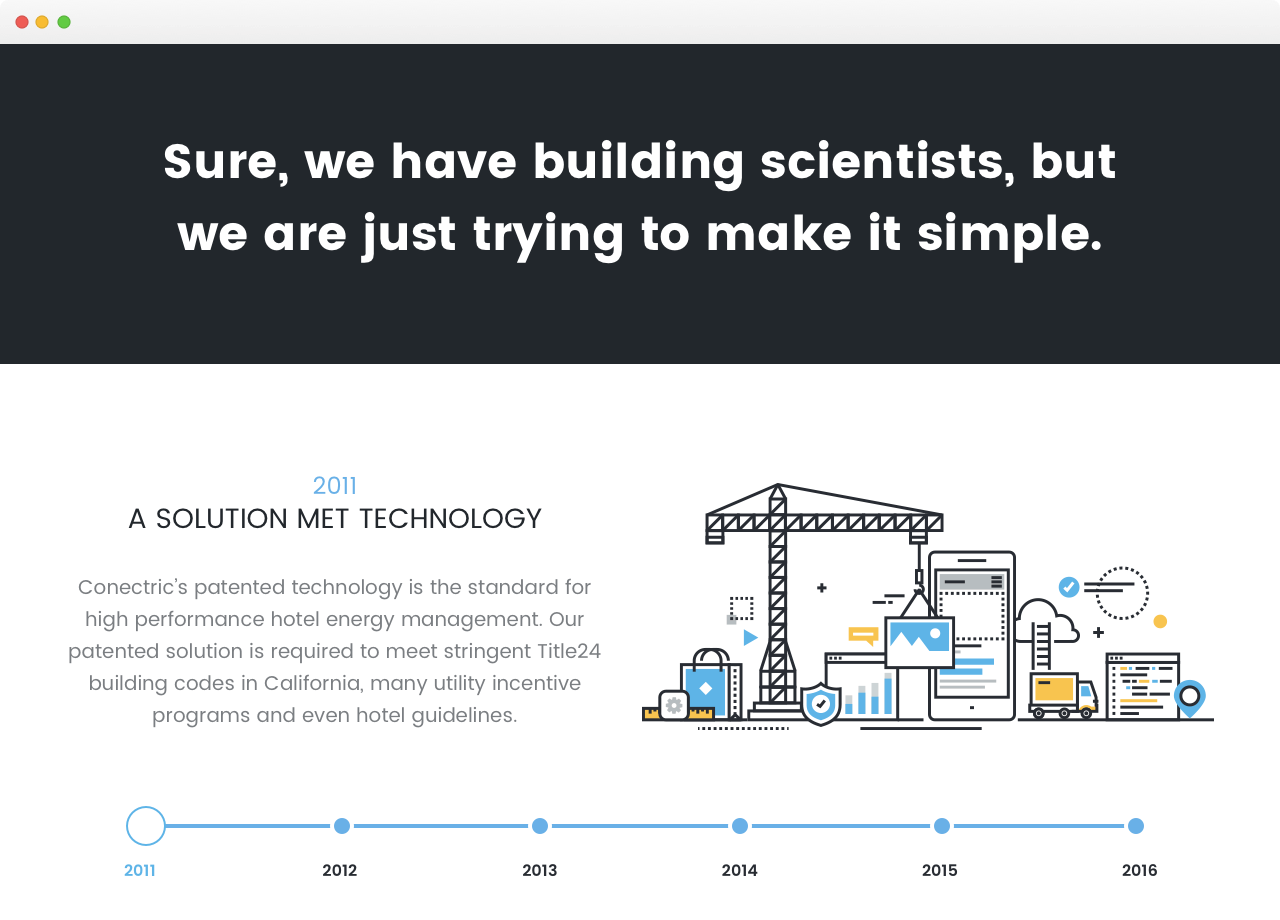 Sure, we have building scientists, but
we are just trying to make it simple.
2011
A SOLUTION MET TECHNOLOGY
Conectric’s patented technology is the standard for
high performance hotel energy management. Our
patented solution is required to meet stringent Title24
building codes in California, many utility incentive
programs and even hotel guidelines.
2011 2012 2013 2014 2015 2016